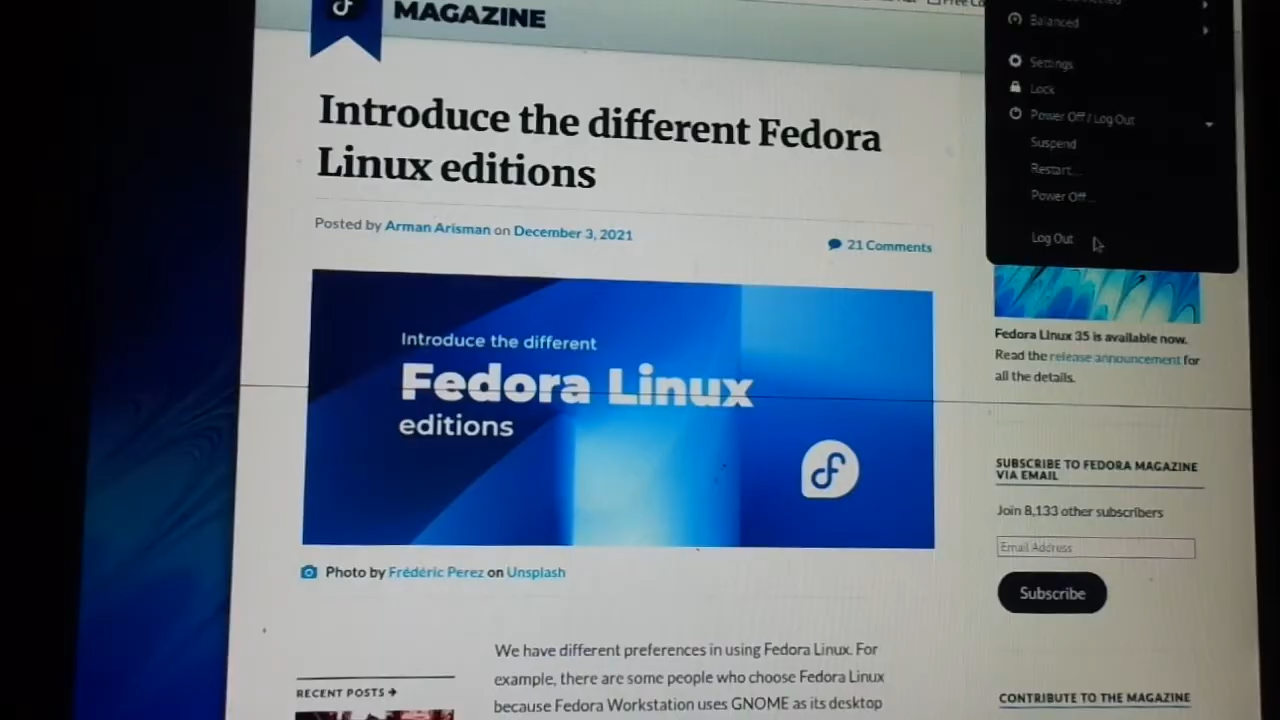 MAGAZINE
Balanced
Settings
Lock
Power Off / Log Out
Suspend
Restart...
Power Off...
Log Out
Introduce the different Fedora
Linux editions
Posted by Arman Arisman on December 3, 2021
21 Comments
Introduce the different
Fedora Linux
editions
Photo by Frédéric Perez on Unsplash
We have different preferences in using Fedora Linux. For
example, there are some people who choose Fedora Linux
because Fedora Workstation uses GNOME as its desktop
RECENT POSTS
Fedora Linux 35 is available now.
Read the release announcement for
all the details.
SUBSCRIBE TO FEDORA MAGAZINE
VIA EMAIL
Join 8,133 other subscribers
Email Address
Subscribe
CONTRIBUTE TO THE MAGAZINE